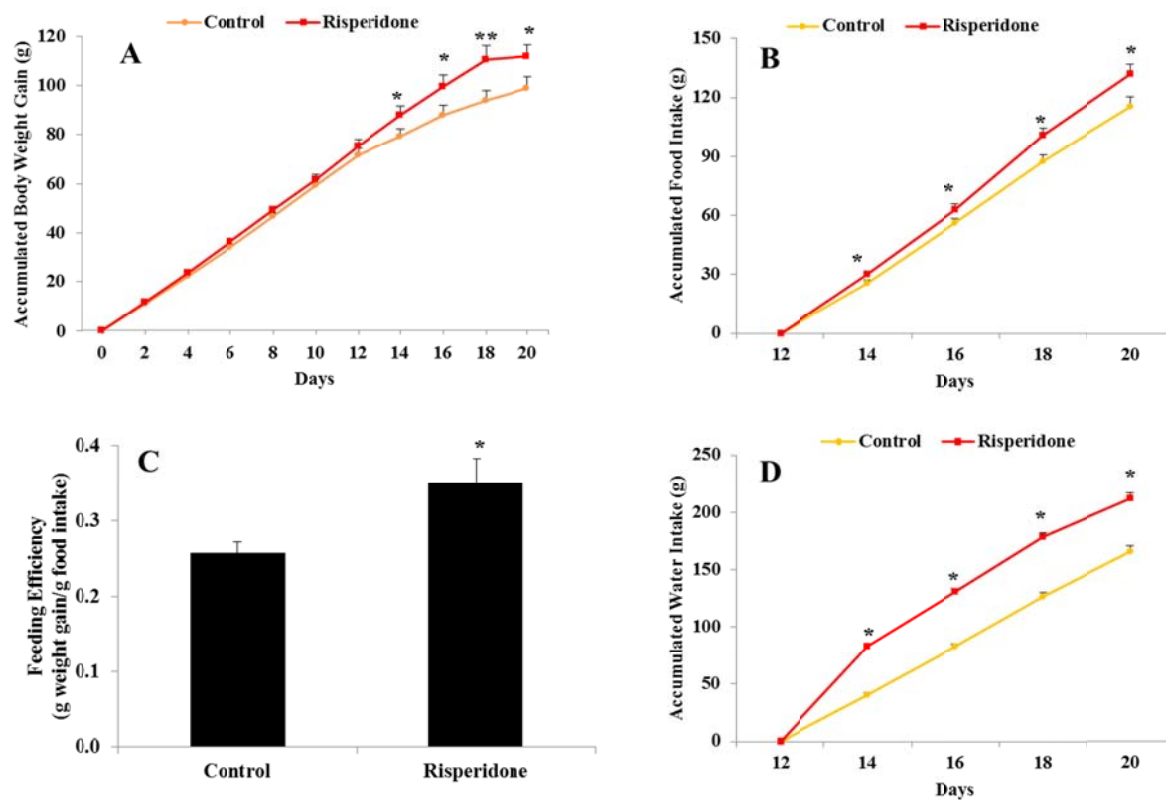 Control Risperidone
A
Accumulated Body Weight Gain (g)
120
100
80
60
40
20
0
* * ** *
0 2 4 6 8 10 12 14 16 18 20
Days
Control Risperidone
B
Accumulated Food Intake (g)
150
120
90
60
30
0
* * * *
12 14 16 18 20
Days
C
Feeding Efficiency
(g weight gain/g food intake)
0.4
0.3
0.2
0.1
0.0
*
Control Risperidone
Control Risperidone
D
Accumulated Water Intake (g)
250
200
150
100
50
0
* * * *
12 14 16 18 20
Days